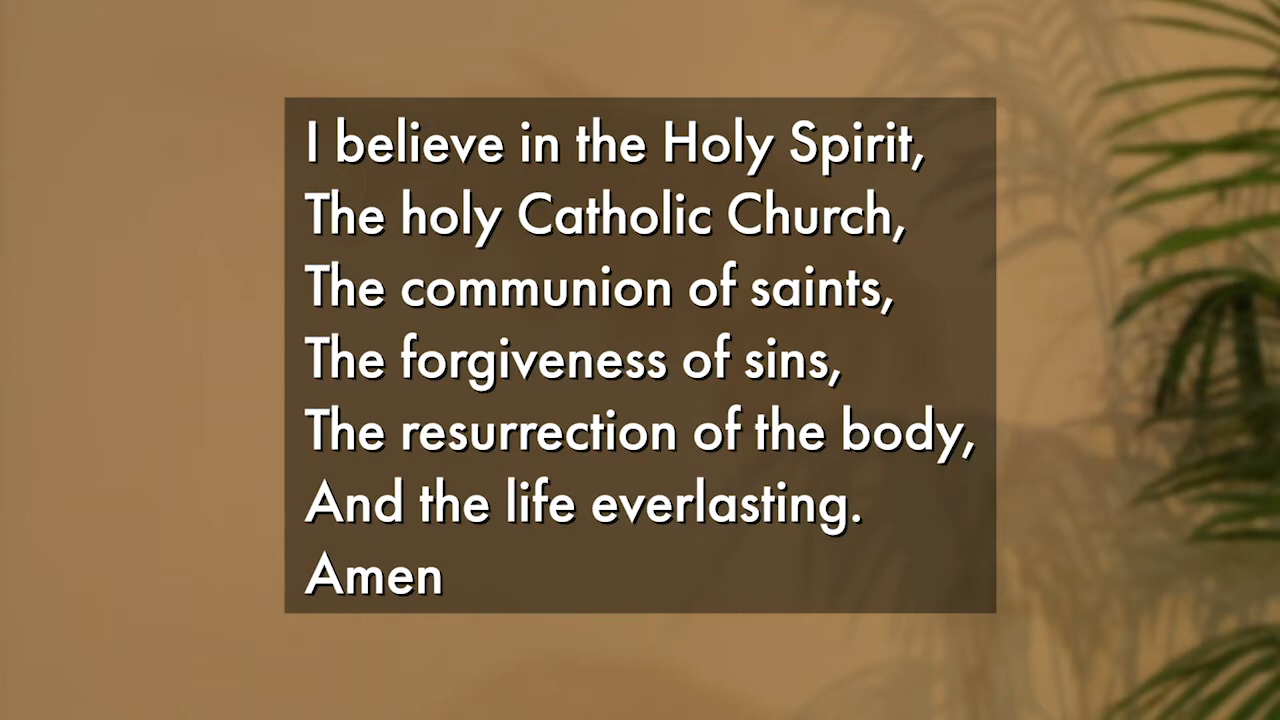 I believe in the Holy Spirit,
The holy Catholic Church,
The communion of saints,
The forgiveness of sins,
The resurrection of the body,
And the life everlasting.
Amen